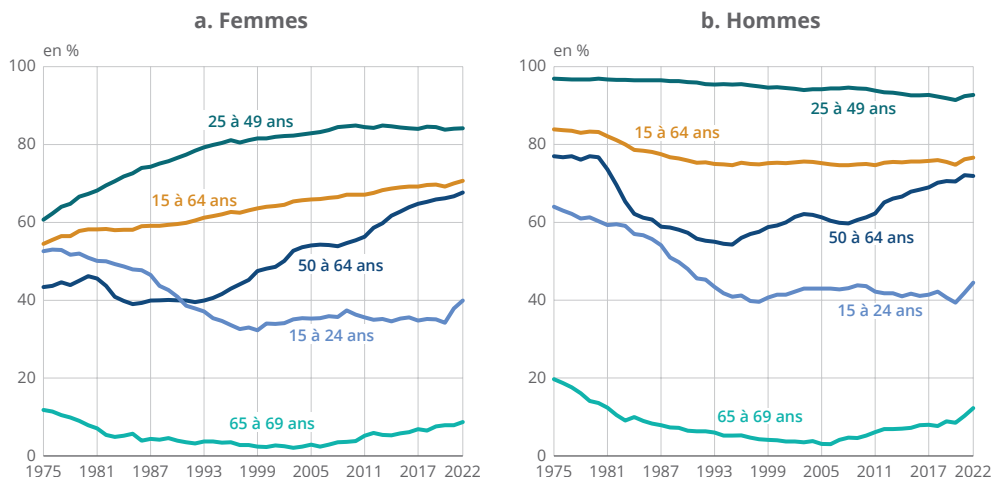 a. Femmes
en %
100
80
60
40
20
0
25 à 49 ans
15 à 64 ans
50 à 64 ans
15 à 24 ans
65 à 69 ans
1975 1981 1987 1993 1999 2005 2011 2017 2022
b. Hommes
en %
100
80
60
40
20
0
25 à 49 ans
15 à 64 ans
50 à 64 ans
15 à 24 ans
65 à 69 ans
1975 1981 1987 1993 1999 2005 2011 2017 2022